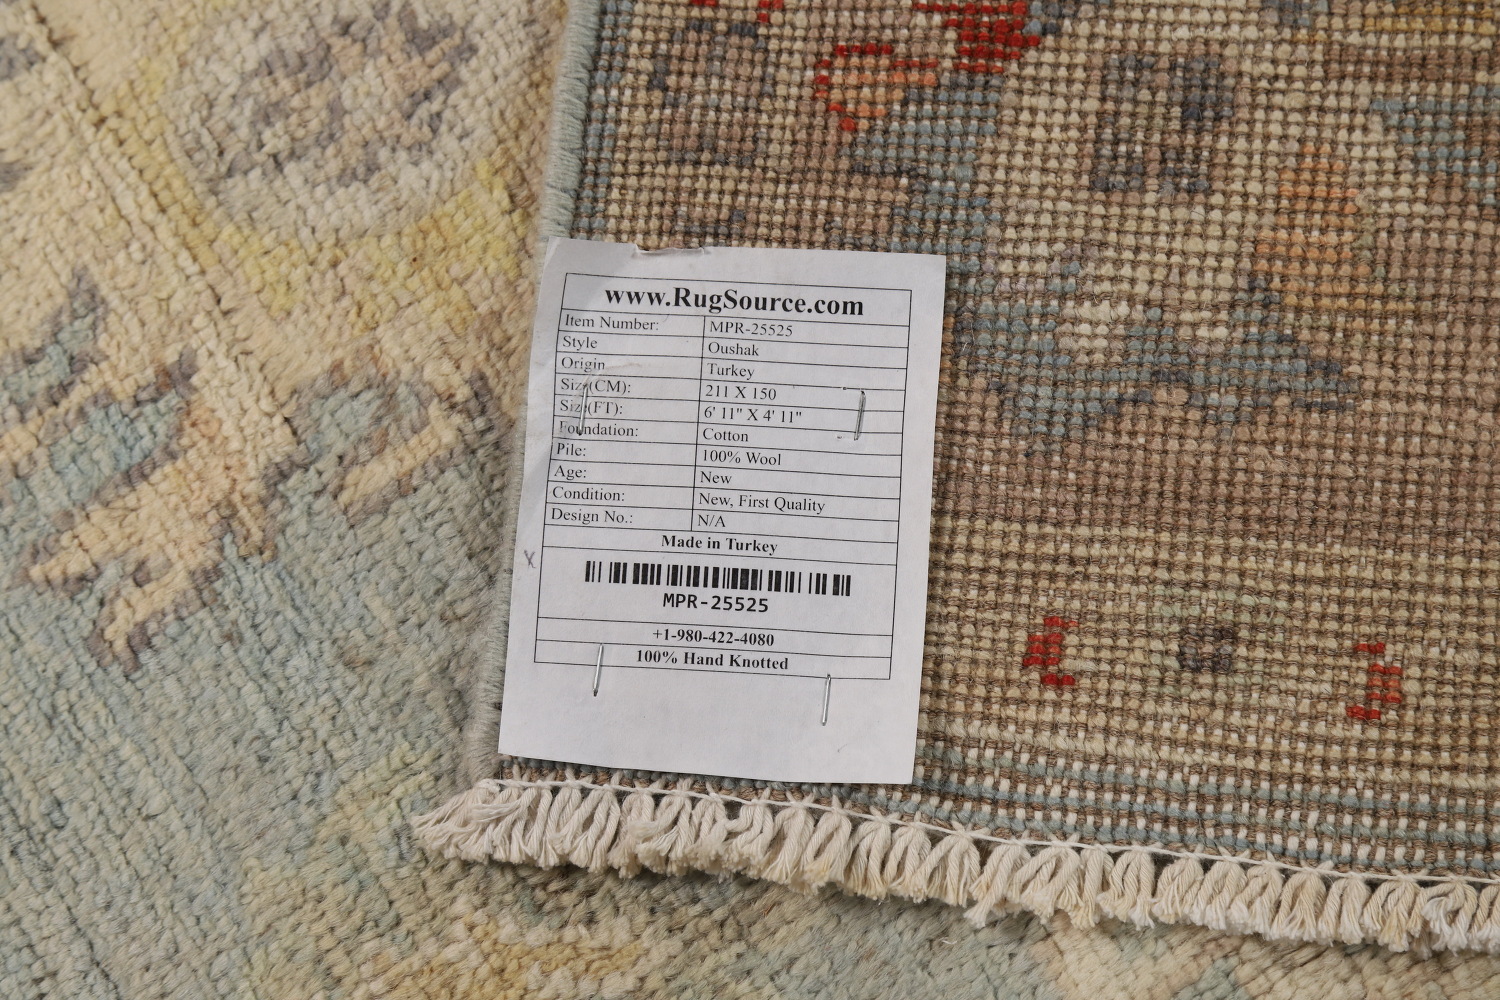 www.RugSource.com
Item Number: MPR-25525
Style Oushak
Origin Turkey
Size(CM): 211 X 150
Size(FT): 6' 11" X 4' 11"
Foundation: Cotton
Pile: 100% Wool
Age: New
Condition: New, First Quality
Design No.: N/A
Made in Turkey
X
MPR-25525
+1-980-422-4080
100% Hand Knotted